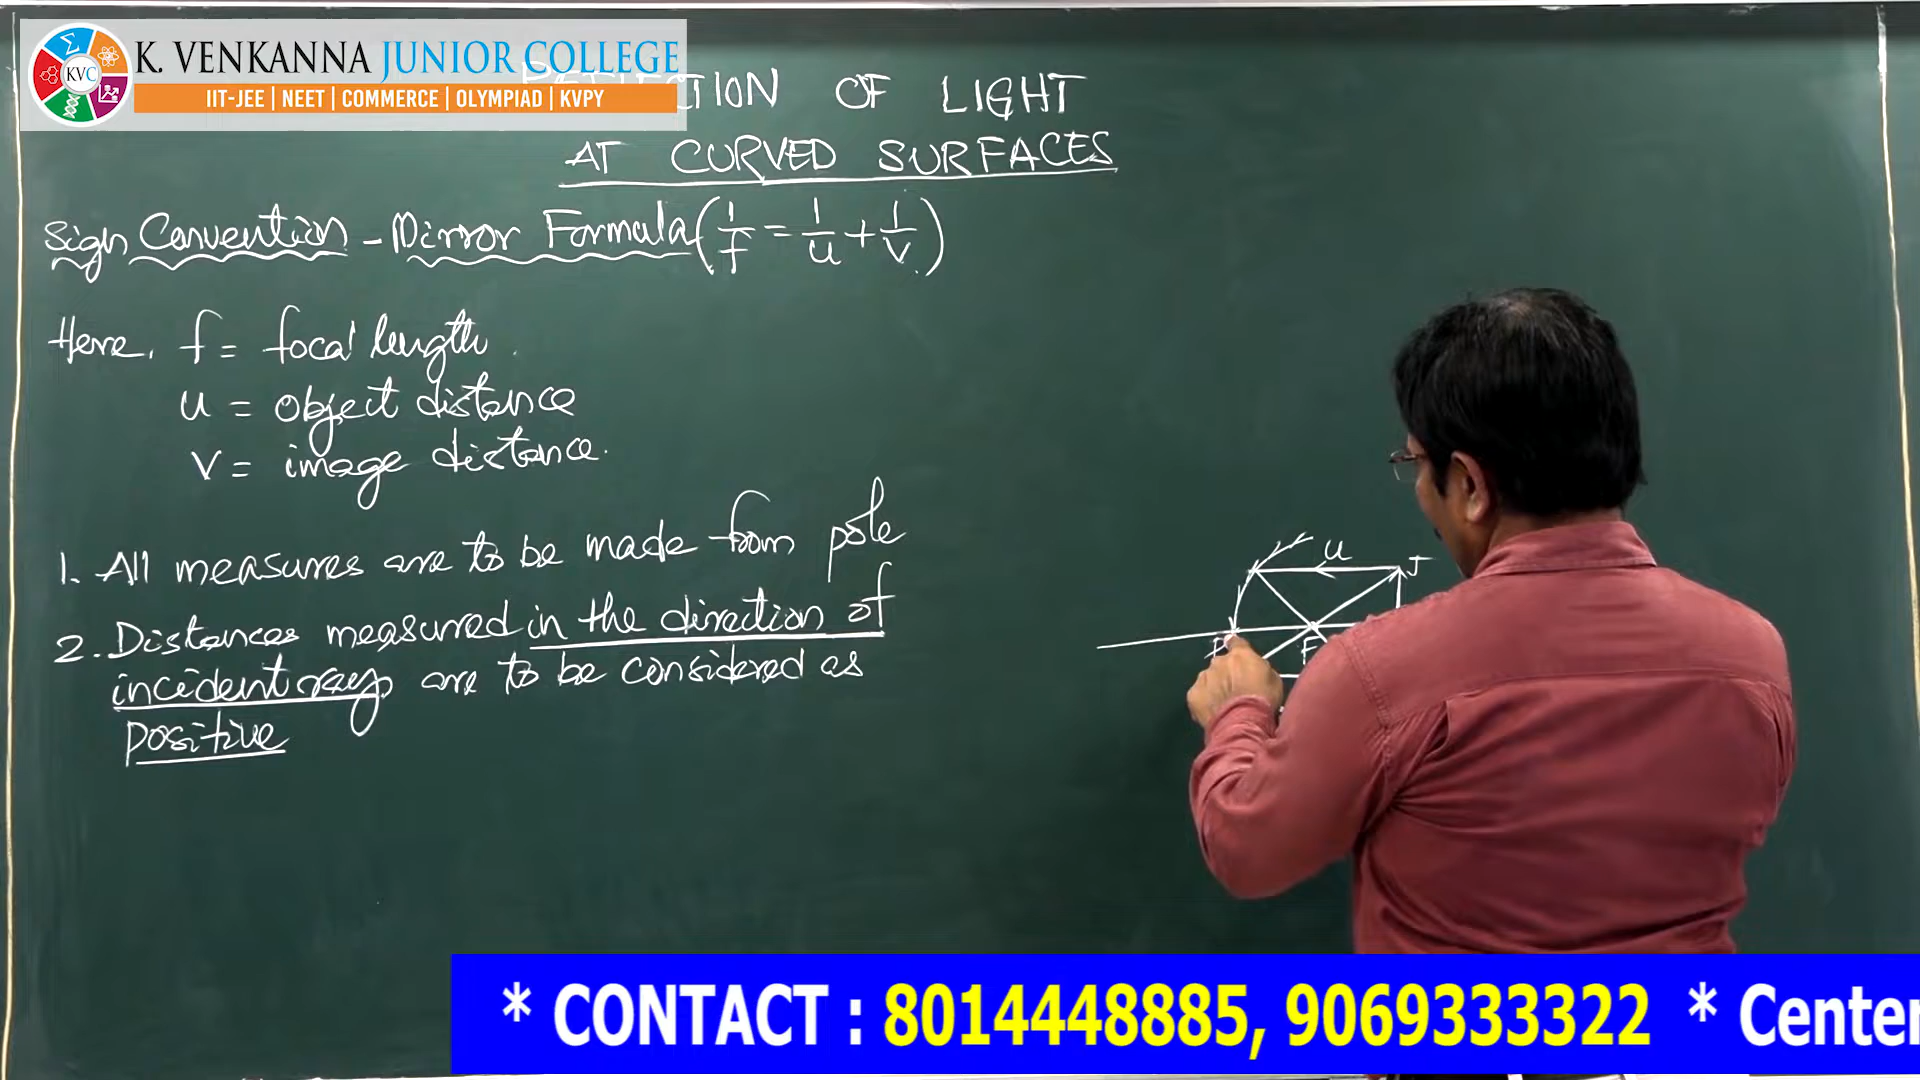 KVC
K. VENKANNA JUNIOR COLLEGE
IIT-JEE | NEET | COMMERCE | OLYMPIAD | KVPY
OF LIGHT
AT CURVED SURFACES
Sign Convention - Mirror Formula (1/f = 1/u + 1/v)
Here, f = focal length.
u = object distance
v = image distance.
1. All measures are to be made from pole
2. Distances measured in the direction of
incident rays are to be considered as
positive
u
J
P
F
* CONTACT : 8014448885, 9069333322 * Center